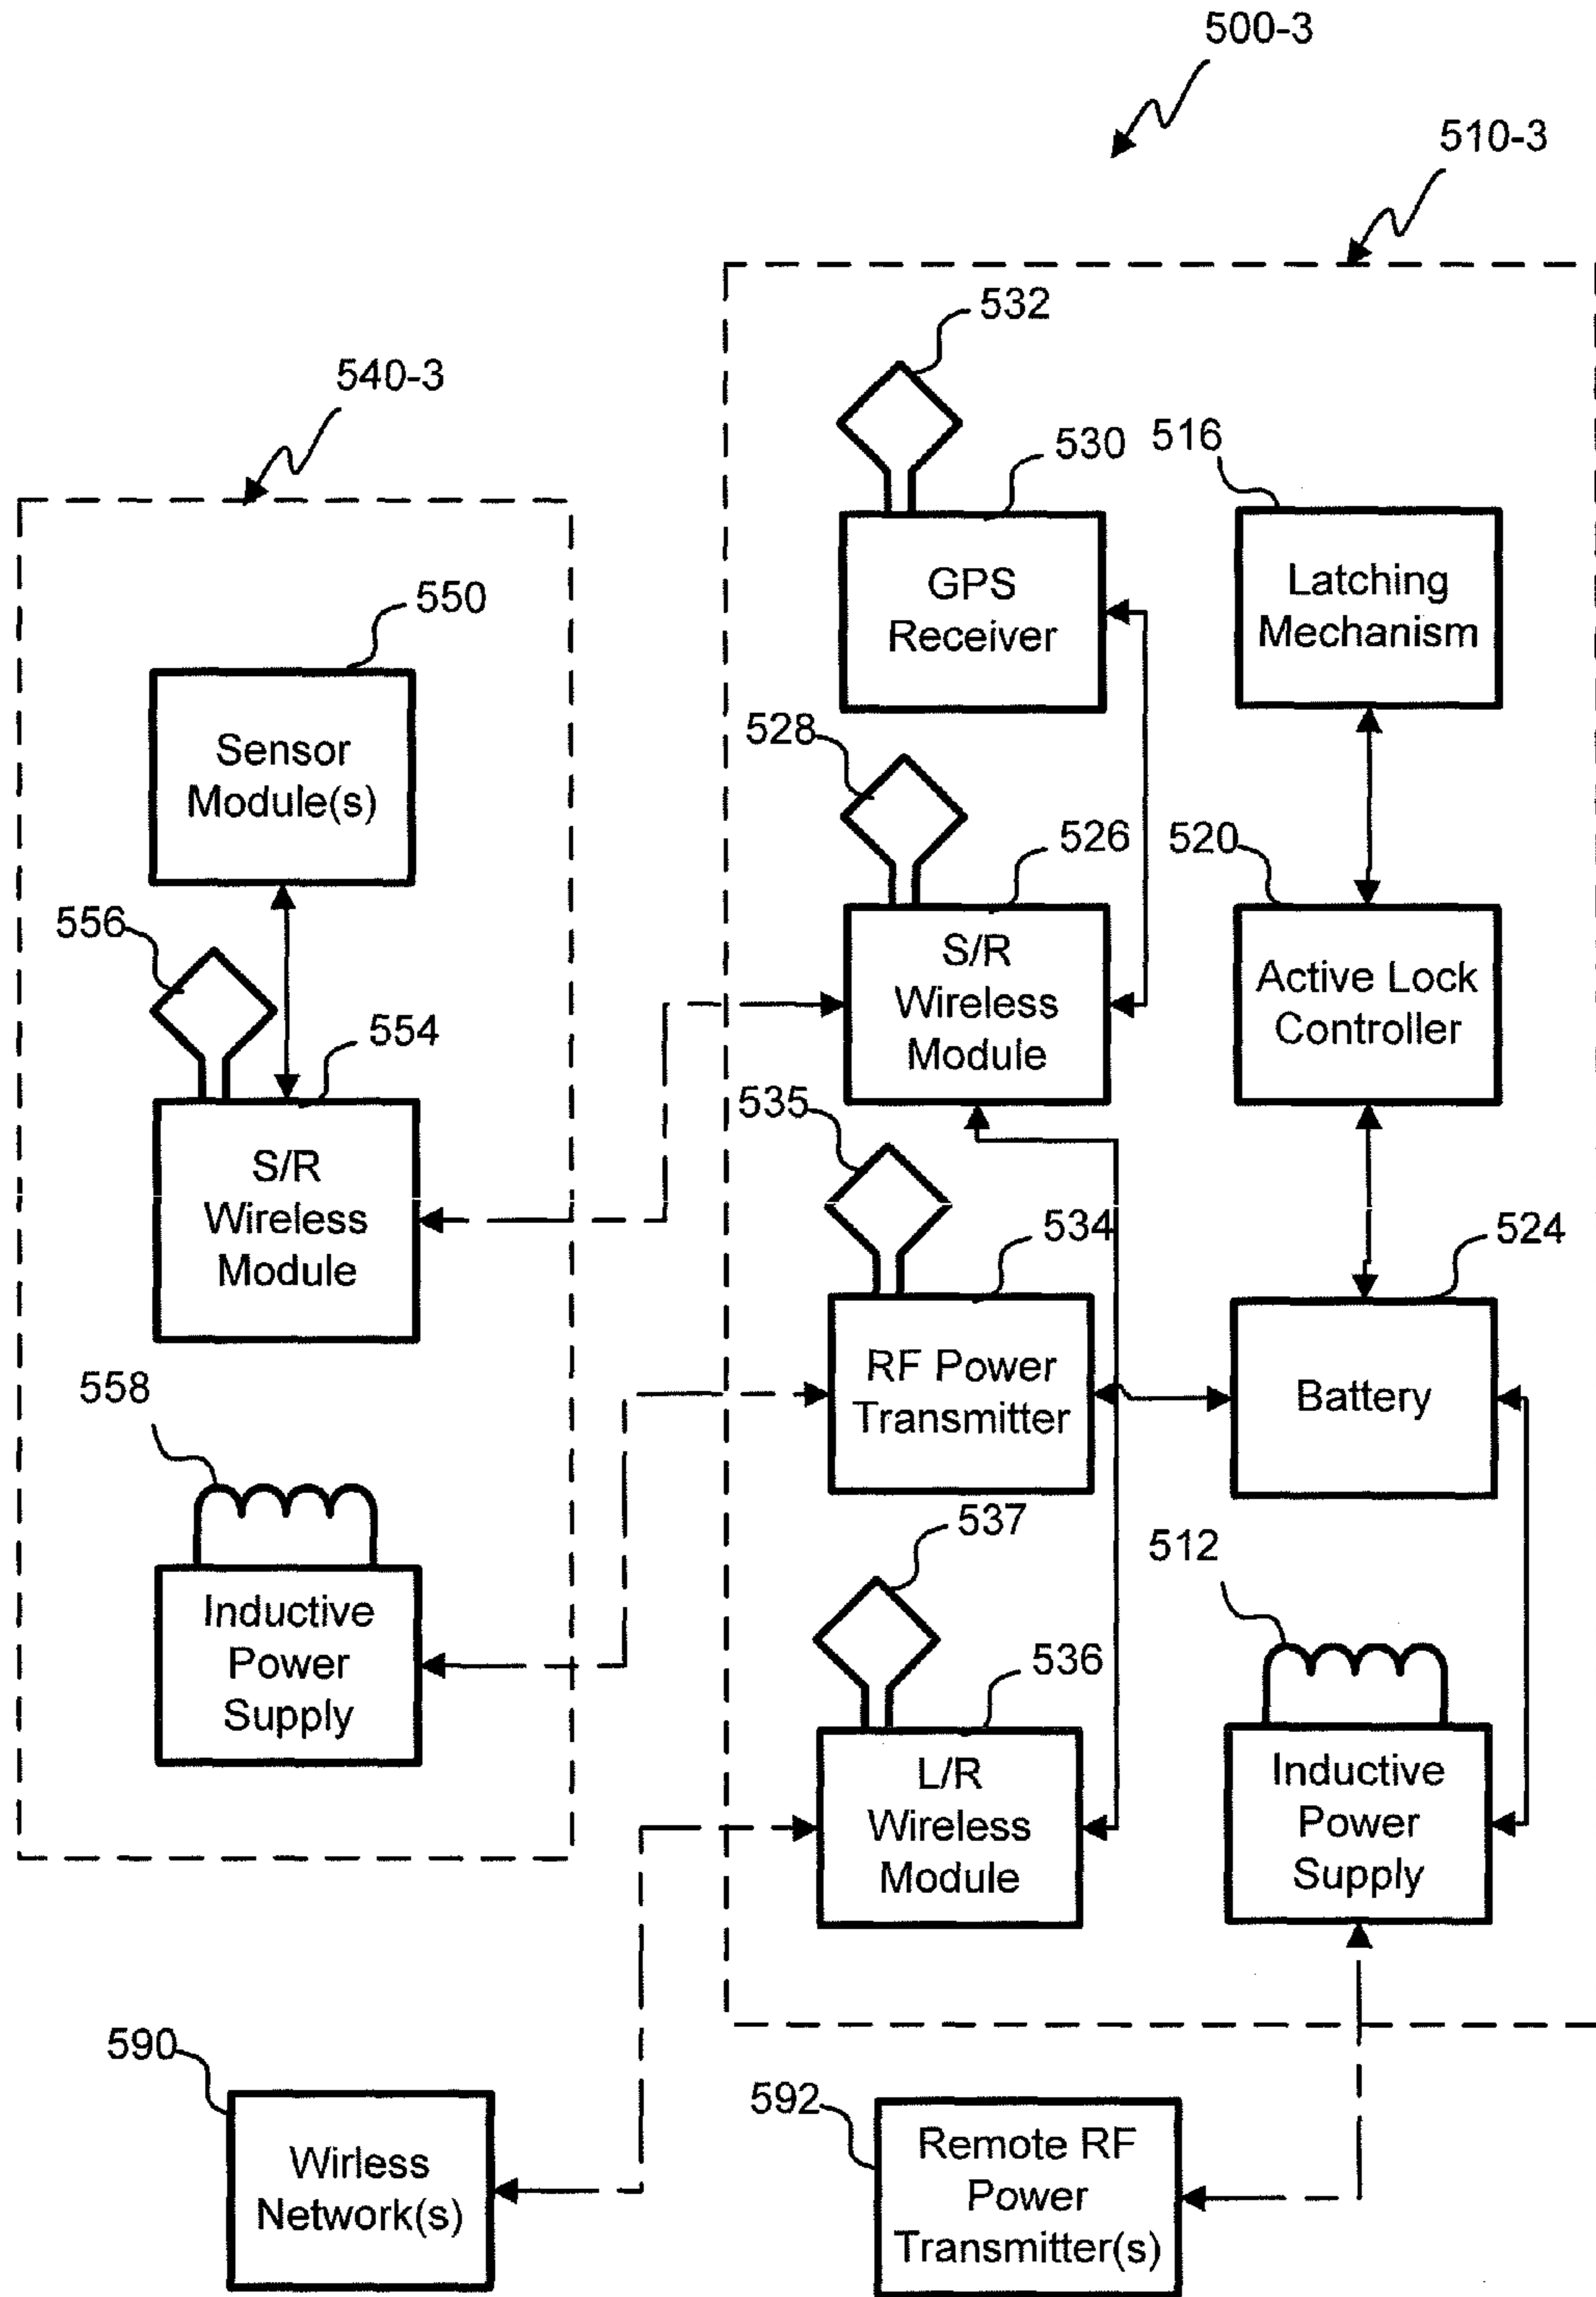 500-3
510-3
532
540-3
530
516
GPS
Receiver
Latching
Mechanism
550
528
Sensor
Module(s)
526
520
556
S/R
Wireless
Module
Active Lock
Controller
554
535
S/R
Wireless
Module
534
524
RF Power
Transmitter
Battery
558
537
512
Inductive
Power
Supply
536
L/R
Wireless
Module
Inductive
Power
Supply
590
592
Wirless
Network(s)
Remote RF
Power
Transmitter(s)